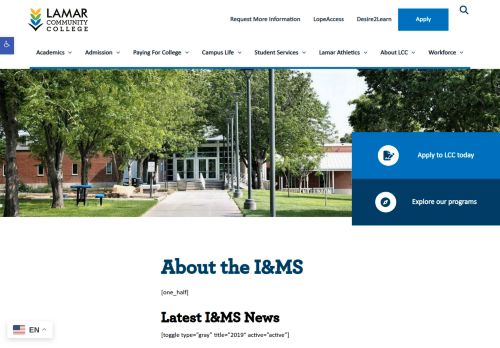 LAMAR
COMMUNITY
COLLEGE
Request More Information LopeAccess Desire2Learn Apply
Academics Admission Paying For College Campus Life Student Services Lamar Athletics About LCC Workforce
Apply to LCC today
Explore our programs
About the I&MS
[one_half]
Latest I&MS News
[toggle type="gray" title="2019" active="active"]
EN